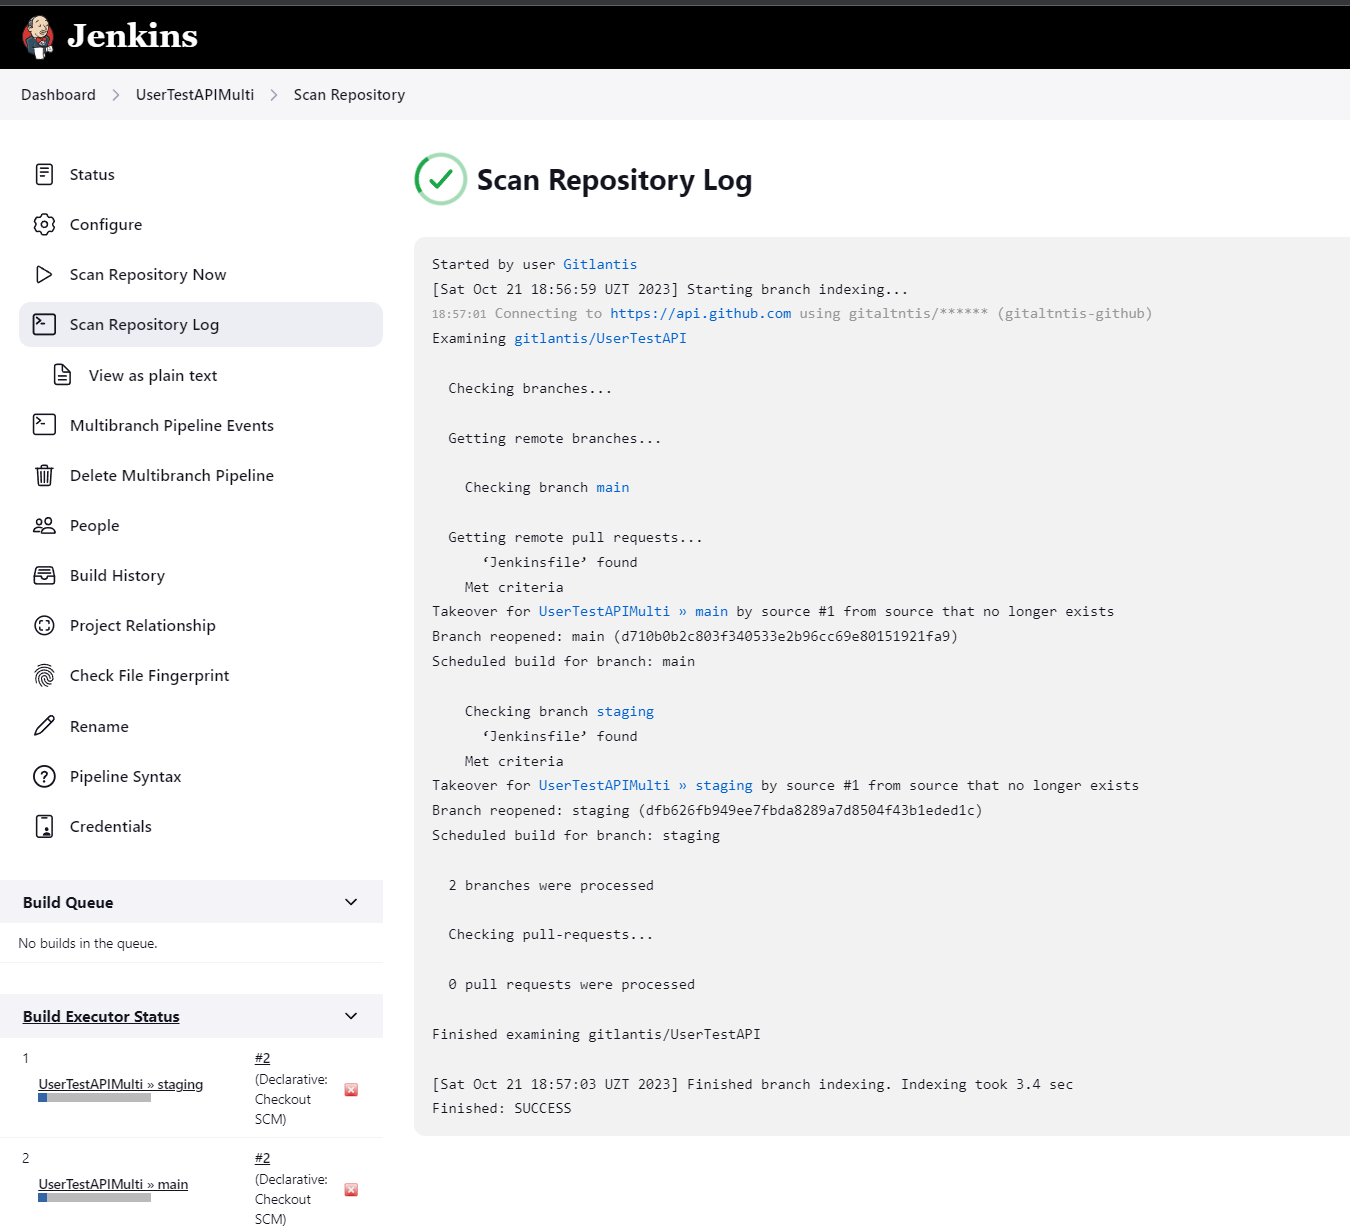 Jenkins
Dashboard > UserTestAPIMulti > Scan Repository
Status
Configure
Scan Repository Now
Scan Repository Log
View as plain text
Multibranch Pipeline Events
Delete Multibranch Pipeline
People
Build History
Project Relationship
Check File Fingerprint
Rename
Pipeline Syntax
Credentials
Build Queue
No builds in the queue.
Build Executor Status
1
UserTestAPIMulti » staging
#2
(Declarative:
Checkout
SCM)
2
UserTestAPIMulti » main
#2
(Declarative:
Checkout
SCM)
Scan Repository Log
Started by user Gitlantis
[Sat Oct 21 18:56:59 UZT 2023] Starting branch indexing...
18:57:01 Connecting to https://api.github.com using gitaltntis/****** (gitaltntis-github)
Examining gitlantis/UserTestAPI
Checking branches...
Getting remote branches...
Checking branch main
Getting remote pull requests...
‘Jenkinsfile’ found
Met criteria
Takeover for UserTestAPIMulti » main by source #1 from source that no longer exists
Branch reopened: main (d710b0b2c803f340533e2b96cc69e80151921fa9)
Scheduled build for branch: main
Checking branch staging
‘Jenkinsfile’ found
Met criteria
Takeover for UserTestAPIMulti » staging by source #1 from source that no longer exists
Branch reopened: staging (dfb626fb949ee7fbda8289a7d8504f43b1eded1c)
Scheduled build for branch: staging
2 branches were processed
Checking pull-requests...
0 pull requests were processed
Finished examining gitlantis/UserTestAPI
[Sat Oct 21 18:57:03 UZT 2023] Finished branch indexing. Indexing took 3.4 sec
Finished: SUCCESS